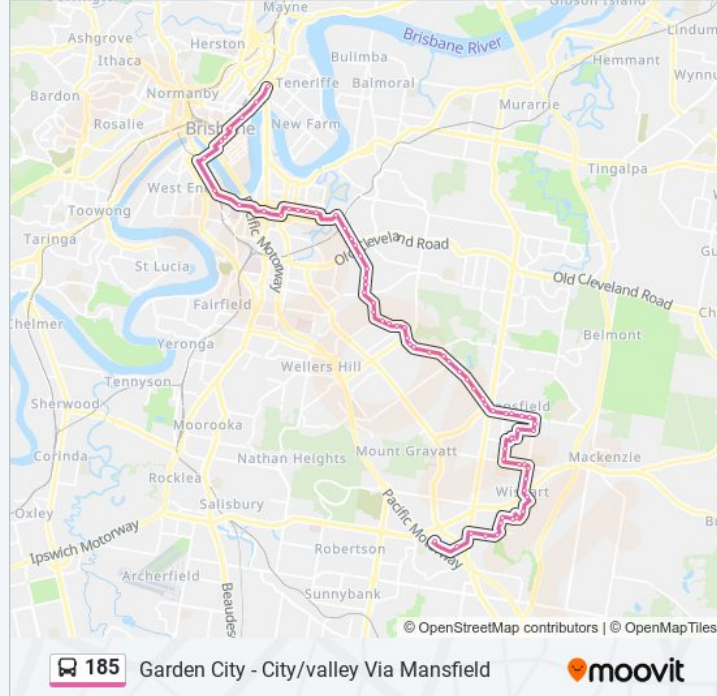 Mayne
Ashgrove
Herston
Ithaca
Bulimba
Brisbane River
Lindum
Hemmant
Teneriffe
Balmoral
Normanby
Bardon
Murarrie
Rosalie
Brisbane
New Farm
Tingalpa
West End
Toowong
Taringa
Pacific Motorway
Old Cleveland Road
St Lucia
Old Cleveland Road
Fairfield
Chelmer
Yeronga
Belmont
Wellers Hill
Tennyson
Sherwood
Mansfield
Moorooka
Mount Gravatt
Corinda
Nathan Heights
Mackenzie
Rocklea
Wishart
Salisbury
Pacific Motorway
Oxley
Ipswich Motorway
Robertson
Archerfield
Sunnybank
Beaudes
© OpenStreetMap contributors | © OpenMapTiles
185 Garden City - City/valley Via Mansfield
moovit